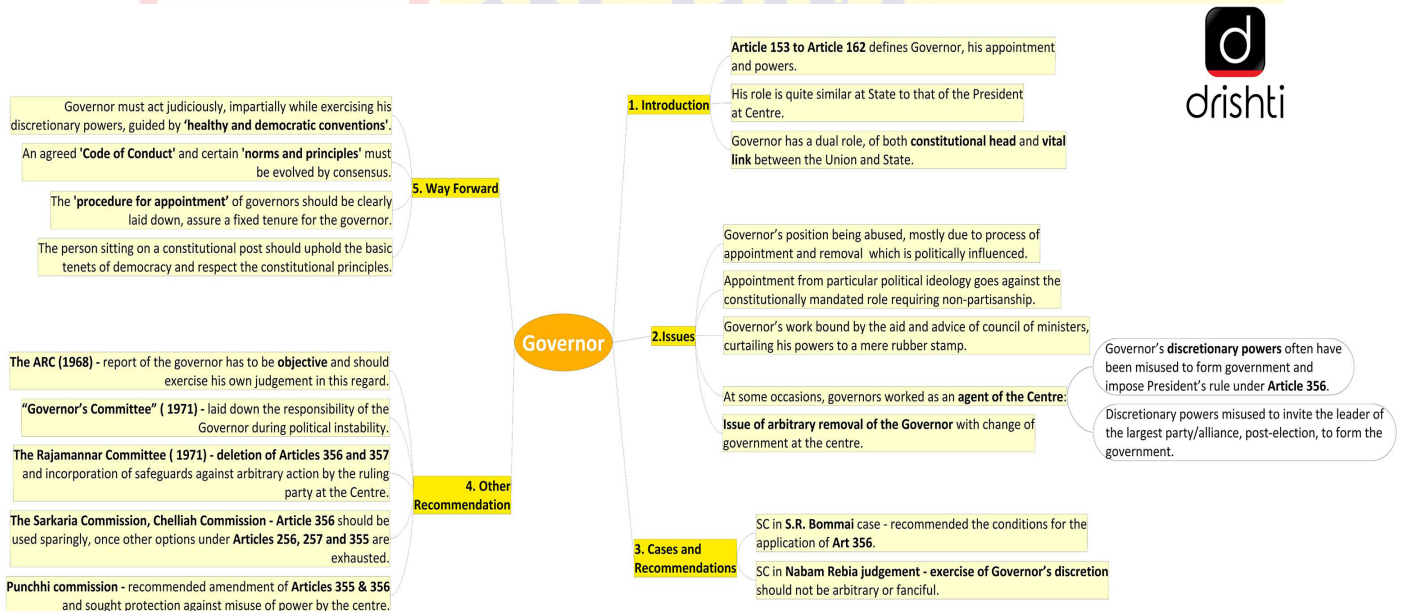 drishti
Governor
1. Introduction
Article 153 to Article 162 defines Governor, his appointment
and powers.
His role is quite similar at State to that of the President
at Centre.
Governor has a dual role, of both constitutional head and vital
link between the Union and State.
2.Issues
Governor's position being abused, mostly due to process of
appointment and removal which is politically influenced.
Appointment from particular political ideology goes against the
constitutionally mandated role requiring non-partisanship.
Governor's work bound by the aid and advice of council of ministers,
curtailing his powers to a mere rubber stamp.
At some occasions, governors worked as an agent of the Centre:
Governor's discretionary powers often have
been misused to form government and
impose President's rule under Article 356.
Discretionary powers misused to invite the leader of
the largest party/alliance, post-election, to form the
government.
Issue of arbitrary removal of the Governor with change of
government at the centre.
3. Cases and
Recommendations
SC in S.R. Bommai case - recommended the conditions for the
application of Art 356.
SC in Nabam Rebia judgement - exercise of Governor's discretion
should not be arbitrary or fanciful.
4. Other
Recommendation
The ARC (1968) - report of the governor has to be objective and should
exercise his own judgement in this regard.
"Governor's Committee" ( 1971) - laid down the responsibility of the
Governor during political instability.
The Rajamannar Committee ( 1971) - deletion of Articles 356 and 357
and incorporation of safeguards against arbitrary action by the ruling
party at the Centre.
The Sarkaria Commission, Chelliah Commission - Article 356 should be
used sparingly, once other options under Articles 256, 257 and 355 are
exhausted.
Punchhi commission - recommended amendment of Articles 355 & 356
and sought protection against misuse of power by the centre.
5. Way Forward
Governor must act judiciously, impartially while exercising his
discretionary powers, guided by 'healthy and democratic conventions'.
An agreed 'Code of Conduct' and certain 'norms and principles' must
be evolved by consensus.
The 'procedure for appointment' of governors should be clearly
laid down, assure a fixed tenure for the governor.
The person sitting on a constitutional post should uphold the basic
tenets of democracy and respect the constitutional principles.